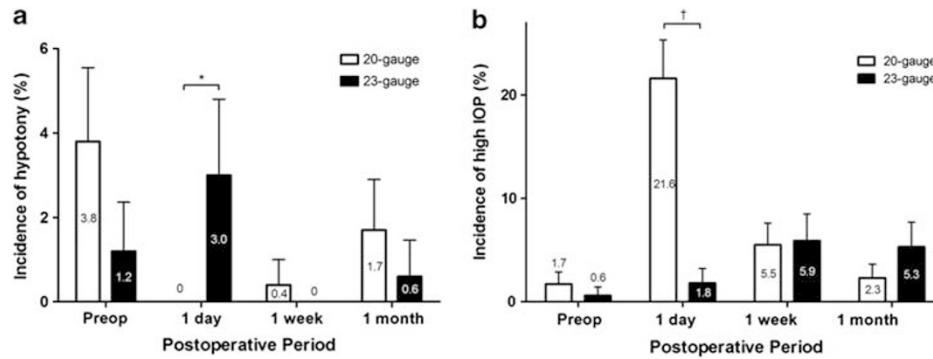 a
Incidence of hypotony (%)
6
4
2
0
20-gauge
23-gauge
*
3.8
1.2
0
3.0
0.4
0
1.7
0.6
Preop 1 day 1 week 1 month
Postoperative Period
b
Incidence of high IOP (%)
20
10
0
†
20-gauge
23-gauge
1.7
0.6
21.6
1.8
5.5
5.9
2.3
5.3
Preop 1 day 1 week 1 month
Postoperative Period